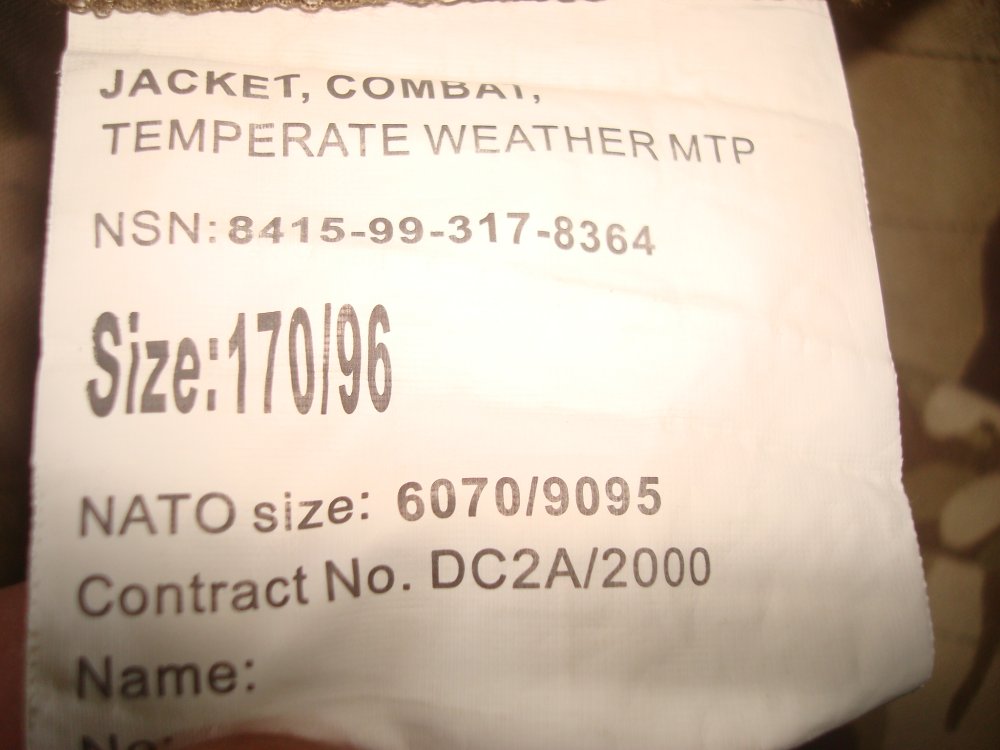 JACKET, COMBAT,
TEMPERATE WEATHER MTP
NSN: 8415-99-317-8364
Size:170/96
NATO size: 6070/9095
Contract No. DC2A/2000
Name:
No: